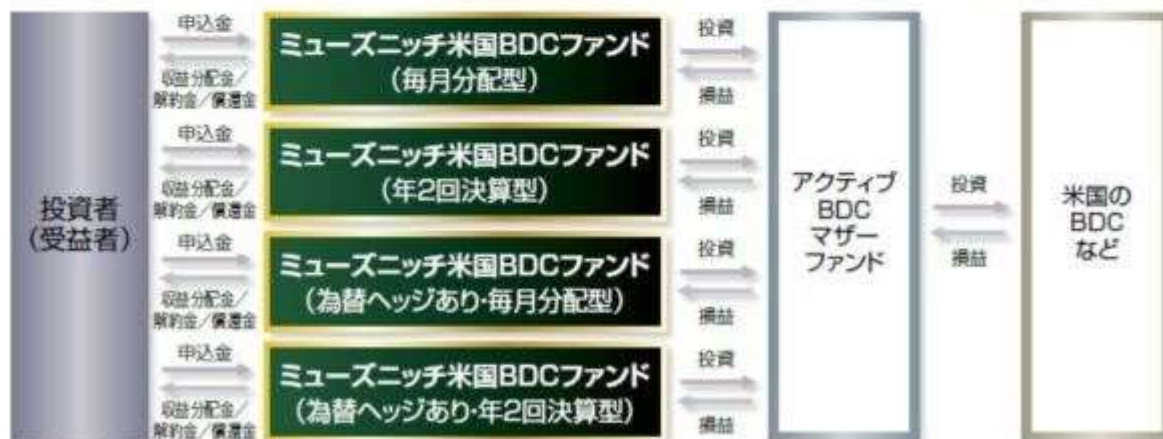 投資者
(受益者)
申込金
収益分配金/
解約金/償還金
ミューズニッチ米国BDCファンド
(毎月分配型)
投資
損益
申込金
収益分配金/
解約金/償還金
ミューズニッチ米国BDCファンド
(年2回決算型)
投資
損益
申込金
収益分配金/
解約金/償還金
ミューズニッチ米国BDCファンド
(為替ヘッジあり・毎月分配型)
投資
損益
申込金
収益分配金/
解約金/償還金
ミューズニッチ米国BDCファンド
(為替ヘッジあり・年2回決算型)
投資
損益
アクティブ
BDC
マザー
ファンド
投資
損益
米国の
BDC
など